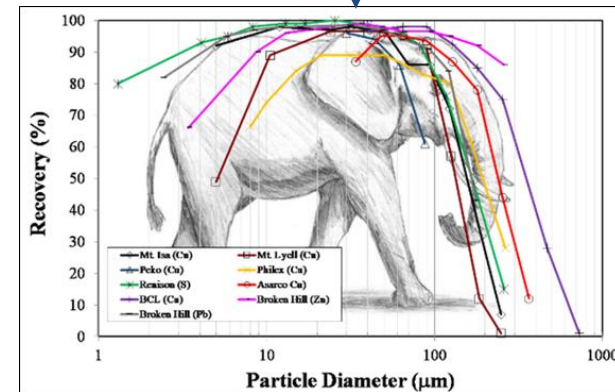 Recovery (%)
100
90
80
70
60
50
40
30
20
10
0
Mt. Isa (Cu)
Mt. Lyell (Cu)
Peko (Cu)
Philex (Cu)
Renison (S)
Asarco Cu)
BCL (Cu)
Broken Hill (Zn)
Broken Hill (Pb)
1
10
100
1000
Particle Diameter (μm)